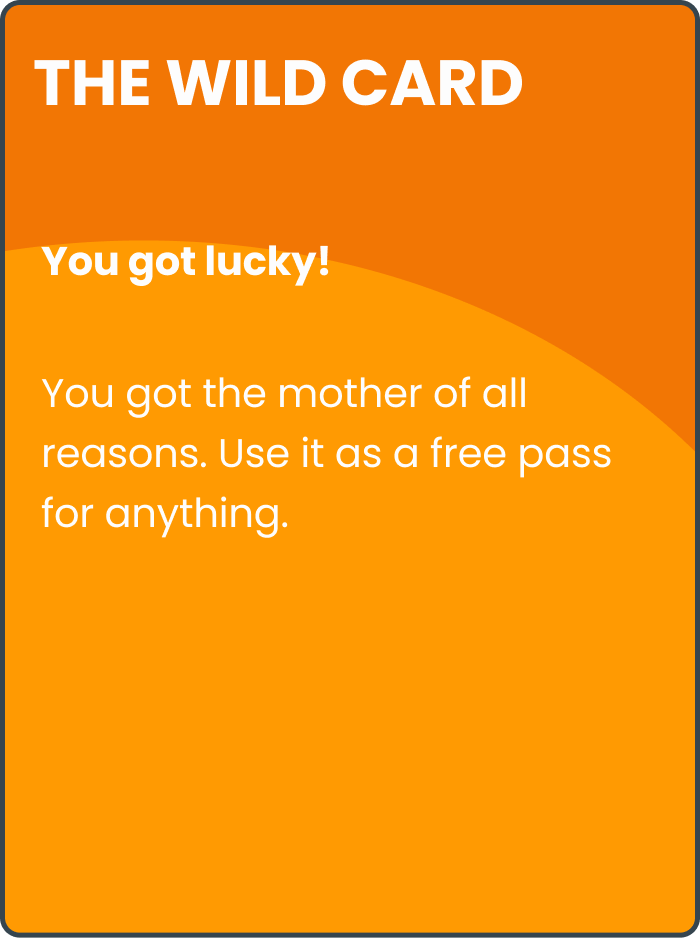 THE WILD CARD
You got lucky!
You got the mother of all
reasons. Use it as a free pass
for anything.